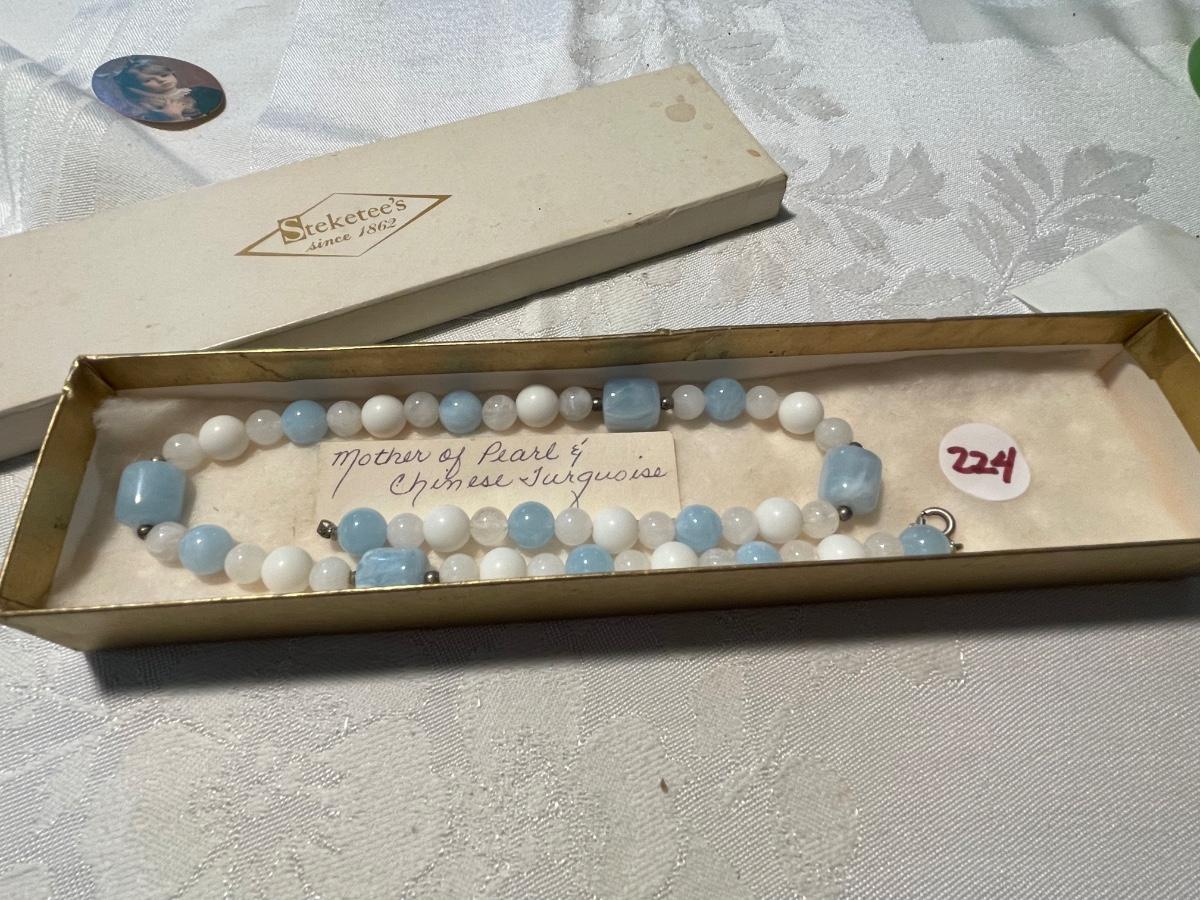 Steketee's
since 1862
Mother of Pearl &
Chinese Turquoise
224